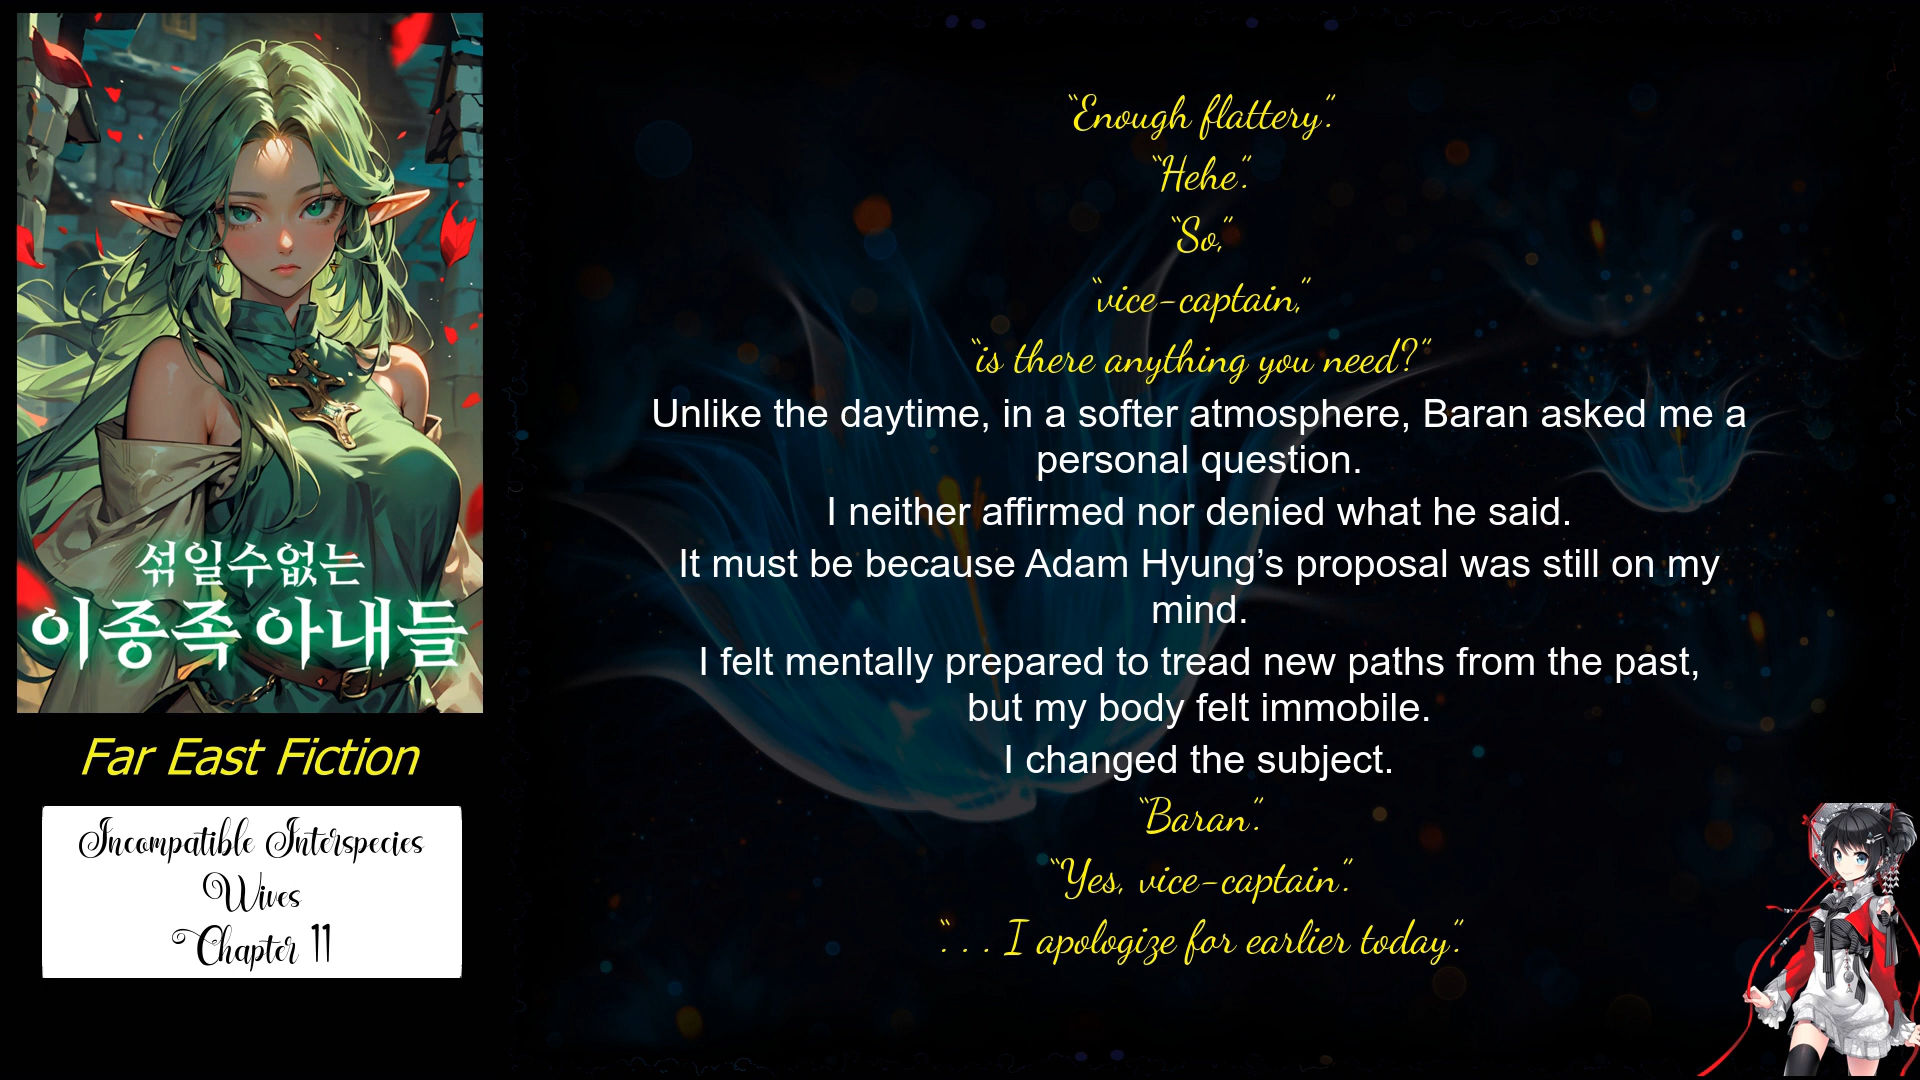 섞일수없는
이종족 아내들
Far East Fiction
Incompatible Interspecies
Wives
Chapter 11
“Enough flattery.”
“Hehe.”
“So,”
“vice-captain,”
“is there anything you need?”
Unlike the daytime, in a softer atmosphere, Baran asked me a
personal question.
I neither affirmed nor denied what he said.
It must be because Adam Hyung’s proposal was still on my
mind.
I felt mentally prepared to tread new paths from the past,
but my body felt immobile.
I changed the subject.
“Baran.”
“Yes, vice-captain.”
“. . . I apologize for earlier today.”